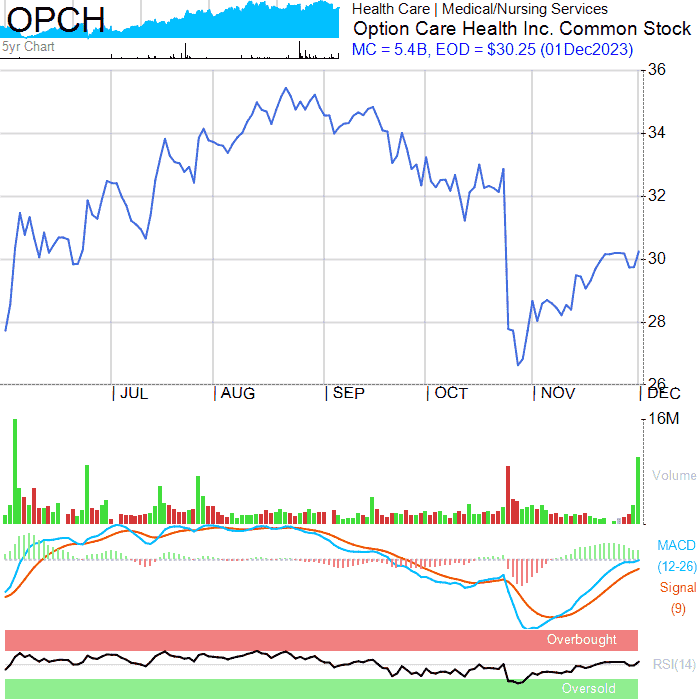 OPCH
5yr Chart
Health Care | Medical/Nursing Services
Option Care Health Inc. Common Stock
MC = 5.4B, EOD = $30.25 (01Dec2023)
36
34
32
30
28
26
JUL AUG SEP OCT NOV DEC
16M
Volume
MACD
(12-26)
Signal
(9)
Overbought
RSI(14)
Oversold